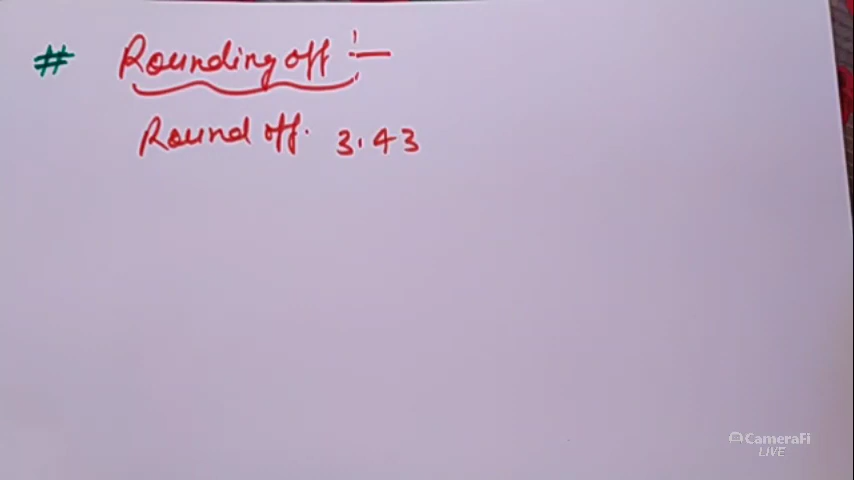 # Rounding off :-
Round off. 3.43
CameraFi
LIVE